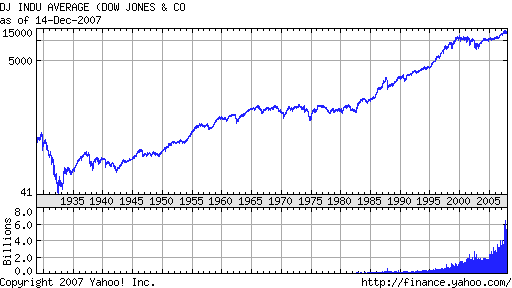 DJ INDU AVERAGE (DOW JONES & CO
as of 14-Dec-2007
15000
5000
41
1935 1940 1945 1950 1955 1960 1965 1970 1975 1980 1985 1990 1995 2000 2005
8.0
6.0
4.0
2.0
0.0
Billions
Copyright 2007 Yahoo! Inc. http://finance.yahoo.com/